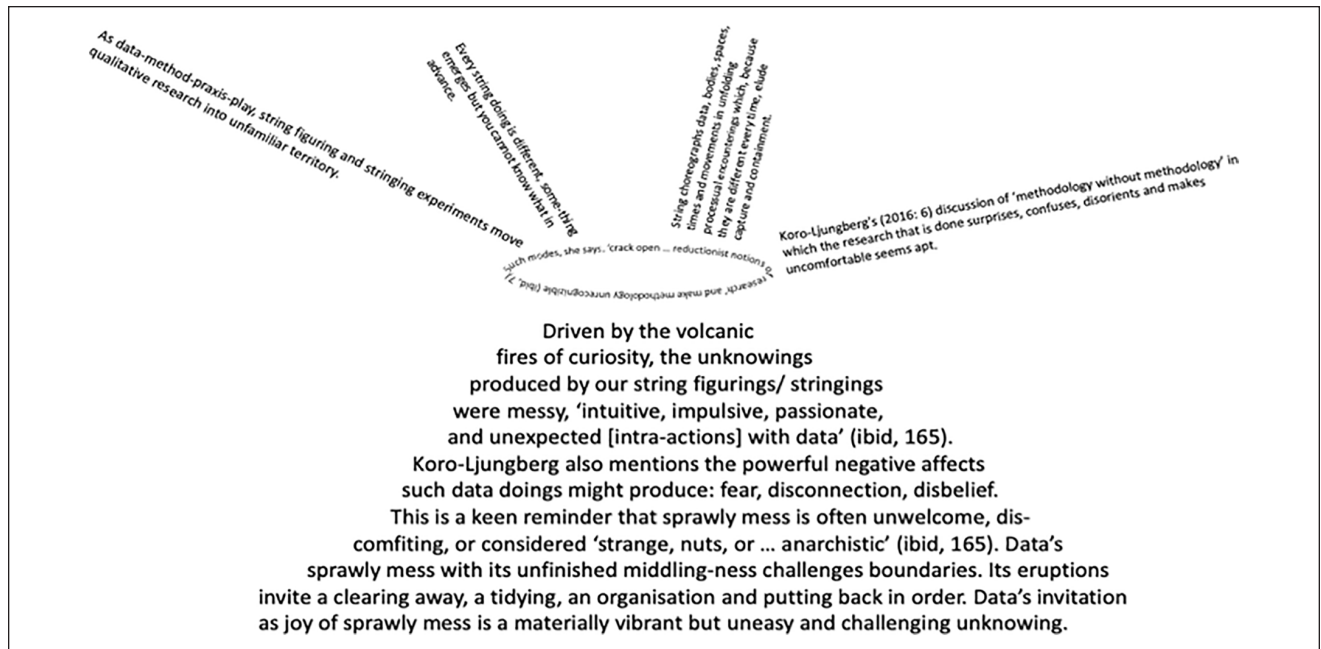 As data-method-praxis-play, string figuring and stringing experiments move
qualitative research into unfamiliar territory.
Every string doing is different, some-thing
emerges but you cannot know what in
advance.
String choreographs data, bodies, spaces,
times and movements in unfolding
processual encounterings which, because
they are different every time, elude
capture and containment.
Koro-Ljungberg's (2016: 6) discussion of 'methodology without methodology' in
which the research that is done surprises, confuses, disorients and makes
uncomfortable seems apt.
Such modes, she says, 'crack open … reductionist notions of
research', and make methodology unrecognizible (ibid, 7).
Driven by the volcanic
fires of curiosity, the unknowings
produced by our string figurings/ stringings
were messy, 'intuitive, impulsive, passionate,
and unexpected [intra-actions] with data' (ibid, 165).
Koro-Ljungberg also mentions the powerful negative affects
such data doings might produce: fear, disconnection, disbelief.
This is a keen reminder that sprawly mess is often unwelcome, dis-
comfiting, or considered 'strange, nuts, or … anarchistic' (ibid, 165). Data's
sprawly mess with its unfinished middling-ness challenges boundaries. Its eruptions
invite a clearing away, a tidying, an organisation and putting back in order. Data's invitation
as joy of sprawly mess is a materially vibrant but uneasy and challenging unknowing.